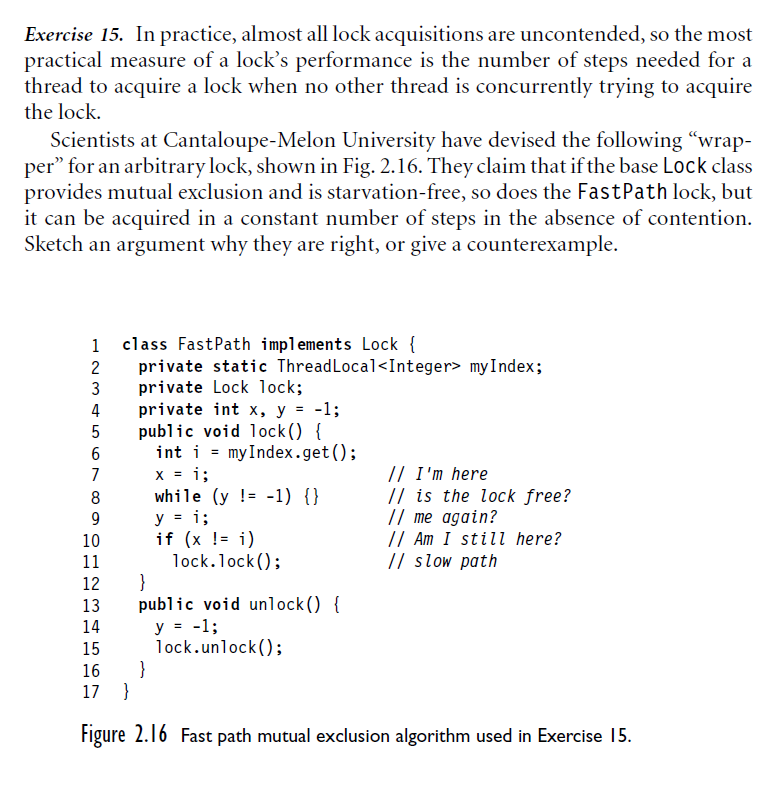 Exercise 15. In practice, almost all lock acquisitions are uncontended, so the most
practical measure of a lock’s performance is the number of steps needed for a
thread to acquire a lock when no other thread is concurrently trying to acquire
the lock.
Scientists at Cantaloupe-Melon University have devised the following “wrap-
per” for an arbitrary lock, shown in Fig. 2.16. They claim that if the base Lock class
provides mutual exclusion and is starvation-free, so does the FastPath lock, but
it can be acquired in a constant number of steps in the absence of contention.
Sketch an argument why they are right, or give a counterexample.
1 class FastPath implements Lock {
2 private static ThreadLocal<Integer> myIndex;
3 private Lock lock;
4 private int x, y = -1;
5 public void lock() {
6 int i = myIndex.get();
7 x = i; // I'm here
8 while (y != -1) {} // is the lock free?
9 y = i; // me again?
10 if (x != i) // Am I still here?
11 lock.lock(); // slow path
12 }
13 public void unlock() {
14 y = -1;
15 lock.unlock();
16 }
17 }
Figure 2.16 Fast path mutual exclusion algorithm used in Exercise 15.